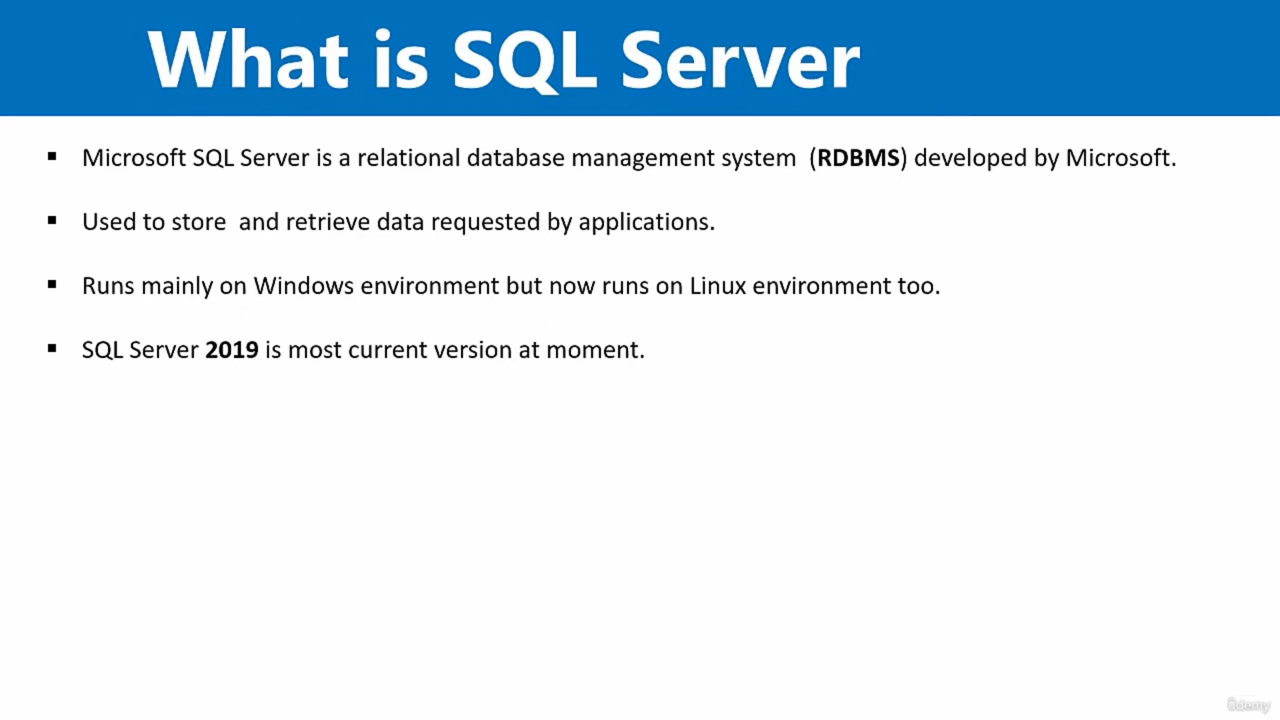 What is SQL Server
▪ Microsoft SQL Server is a relational database management system (RDBMS) developed by Microsoft.
▪ Used to store and retrieve data requested by applications.
▪ Runs mainly on Windows environment but now runs on Linux environment too.
▪ SQL Server 2019 is most current version at moment.
ûdemy